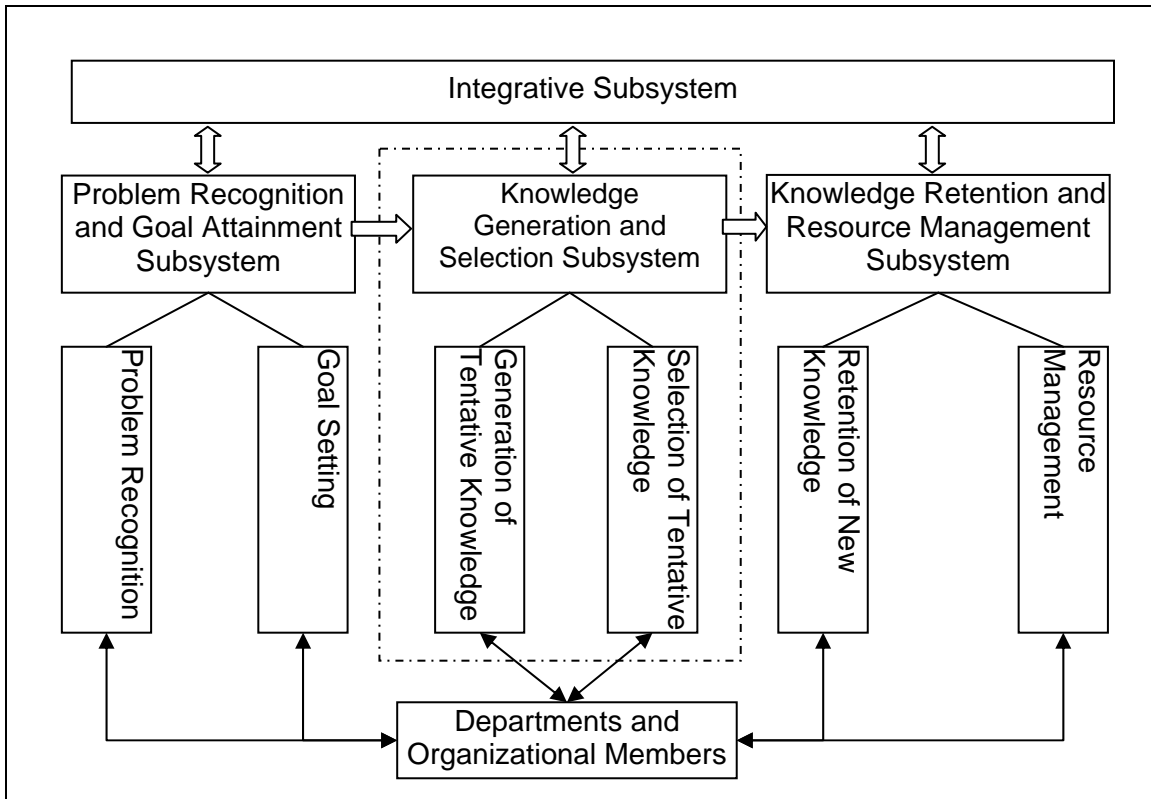 Integrative Subsystem
Problem Recognition
and Goal Attainment
Subsystem
Knowledge
Generation and
Selection Subsystem
Knowledge Retention and
Resource Management
Subsystem
Problem Recognition
Goal Setting
Generation of
Tentative Knowledge
Selection of Tentative
Knowledge
Retention of New
Knowledge
Resource
Management
Departments and
Organizational Members